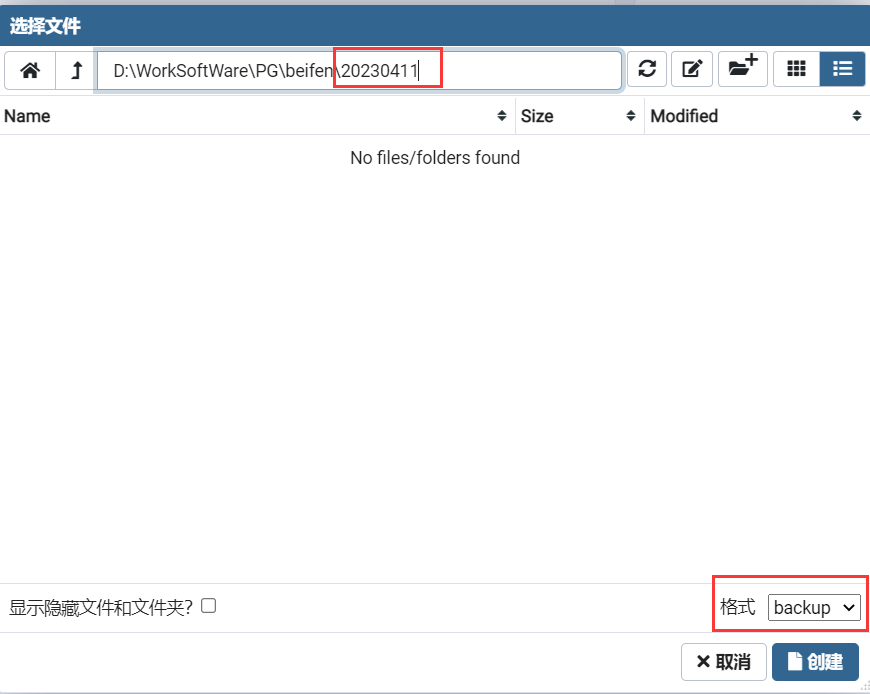 选择文件
D:\WorkSoftWare\PG\beifen\20230411
Name Size Modified
No files/folders found
显示隐藏文件和文件夹? 格式 backup
取消 创建